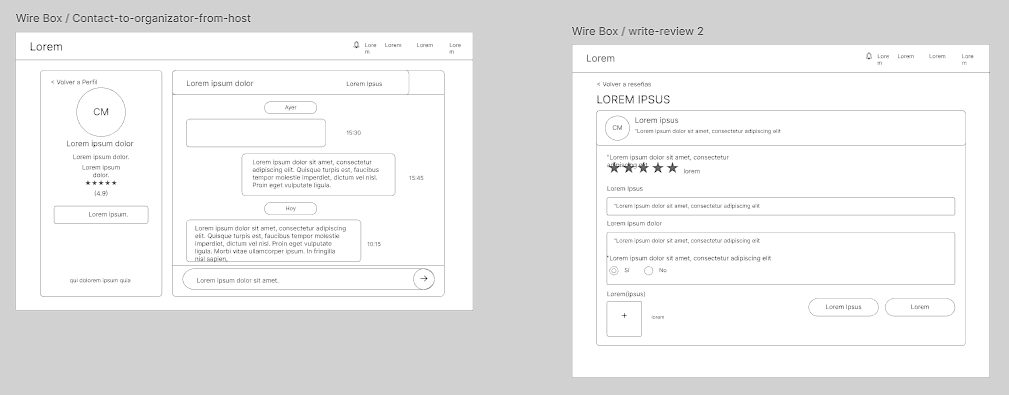 Wire Box / Contact-to-organizator-from-host
Lorem
Lore
m
Lorem
Lorem
Lore
m
< Volver a Perfil
CM
Lorem ipsum dolor
Lorem ipsum dolor.
Lorem ipsum
dolor.
★★★★★
(4.9)
Lorem ipsum.
qui dolorem ipsum quia
Lorem ipsum dolor
Lorem Ipsus
Ayer
15:30
Lorem ipsum dolor sit amet, consectetur
adipiscing elit. Quisque turpis est, faucibus
tempor molestie imperdiet, dictum vel nisl.
Proin eget vulputate ligula.
15:45
Hoy
Lorem ipsum dolor sit amet, consectetur adipiscing
elit. Quisque turpis est, faucibus tempor molestie
imperdiet, dictum vel nisl. Proin eget vulputate
ligula. Morbi vitae ullamcorper ipsum. In fringilla
nisl sapien,
10:15
Lorem ipsum dolor sit amet.
Wire Box / write-review 2
Lorem
Lore
m
Lorem
Lorem
Lore
m
< Volver a reseñas
LOREM IPSUS
CM
Lorem ipsus
"Lorem ipsum dolor sit amet, consectetur adipiscing elit
"Lorem ipsum dolor sit amet, consectetur
adipiscing elit
★★★★★ lorem
Lorem Ipsus
"Lorem ipsum dolor sit amet, consectetur adipiscing elit
Lorem ipsum dolor
"Lorem ipsum dolor sit amet, consectetur adipiscing elit
"Lorem ipsum dolor sit amet, consectetur adipiscing elit
Sí
No
Lorem(ipsus)
+
lorem
Lorem ipsus
Lorem